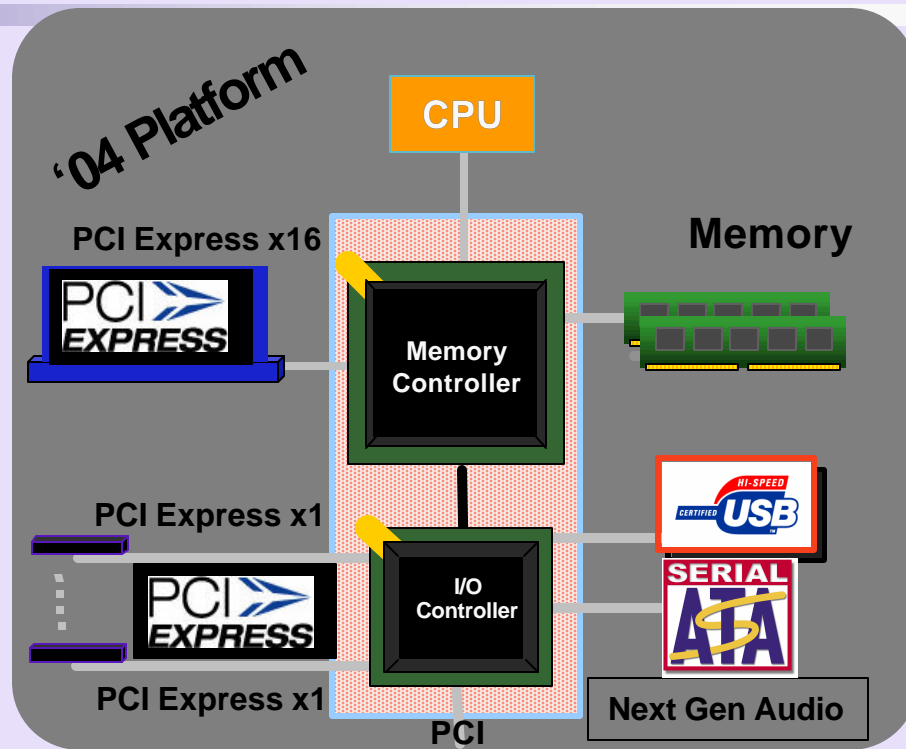 ‘04 Platform
CPU
PCI Express x16
Memory
PCI
EXPRESS
Memory
Controller
PCI Express x1
HI-SPEED
CERTIFIED USB
TM
I/O
Controller
PCI
EXPRESS
SERIAL
ATA
PCI Express x1
Next Gen Audio
PCI